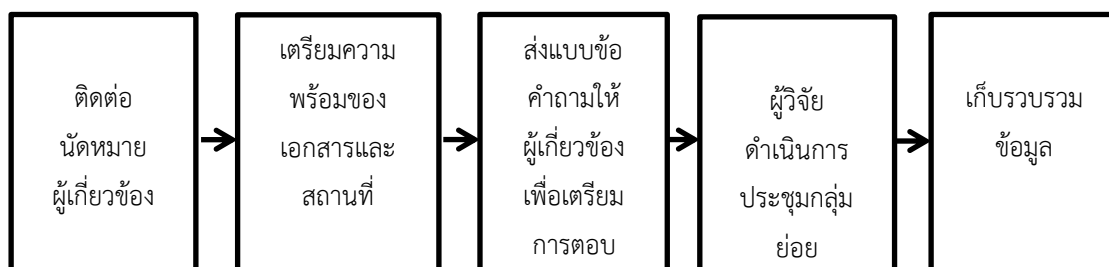 ติดต่อ
นัดหมาย
ผู้เกี่ยวข้อง
เตรียมความ
พร้อมของ
เอกสารและ
สถานที่
ส่งแบบข้อ
คำถามให้
ผู้เกี่ยวข้อง
เพื่อเตรียม
การตอบ
ผู้วิจัย
ดำเนินการ
ประชุมกลุ่ม
ย่อย
เก็บรวบรวม
ข้อมูล